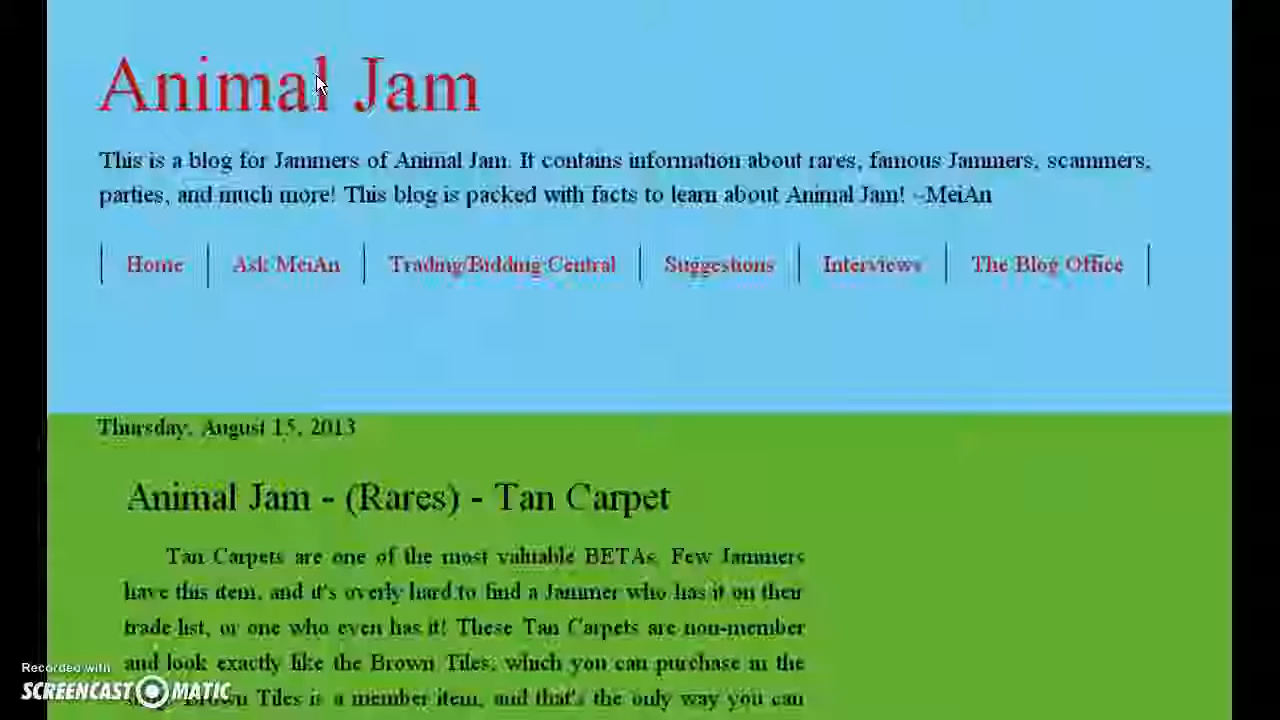 Animal Jam
This is a blog for Jammers of Animal Jam. It contains information about rares, famous Jammers, scammers,
parties, and much more! This blog is packed with facts to learn about Animal Jam! ~MeiAn
Home Ask MeiAn Trading/Bidding Central Suggestions Interviews The Blog Office
Thursday, August 15, 2013
Animal Jam - (Rares) - Tan Carpet
Tan Carpets are one of the most valuable BETAs. Few Jammers
have this item, and it's overly hard to find a Jammer who has it on their
trade list, or one who even has it! These Tan Carpets are non-member
and look exactly like the Brown Tiles; which you can purchase in the
Tiles is a member item, and that's the only way you can
Recorded with
SCREENCAST MATIC